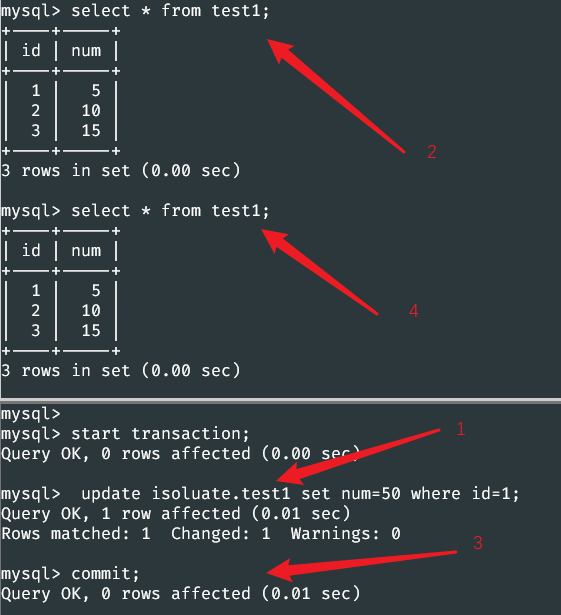 mysql> select * from test1;
+----+-----+
| id | num |
+----+-----+
| 1 | 5 |
| 2 | 10 |
| 3 | 15 |
+----+-----+
2
3 rows in set (0.00 sec)
mysql> select * from test1;
+----+-----+
| id | num |
+----+-----+
| 1 | 5 |
| 2 | 10 |
| 3 | 15 |
+----+-----+
4
3 rows in set (0.00 sec)
mysql>
mysql> start transaction;
1
Query OK, 0 rows affected (0.00 sec)
mysql>  update isoluate.test1 set num=50 where id=1;
Query OK, 1 row affected (0.01 sec)
Rows matched: 1  Changed: 1  Warnings: 0
3
mysql> commit;
Query OK, 0 rows affected (0.01 sec)